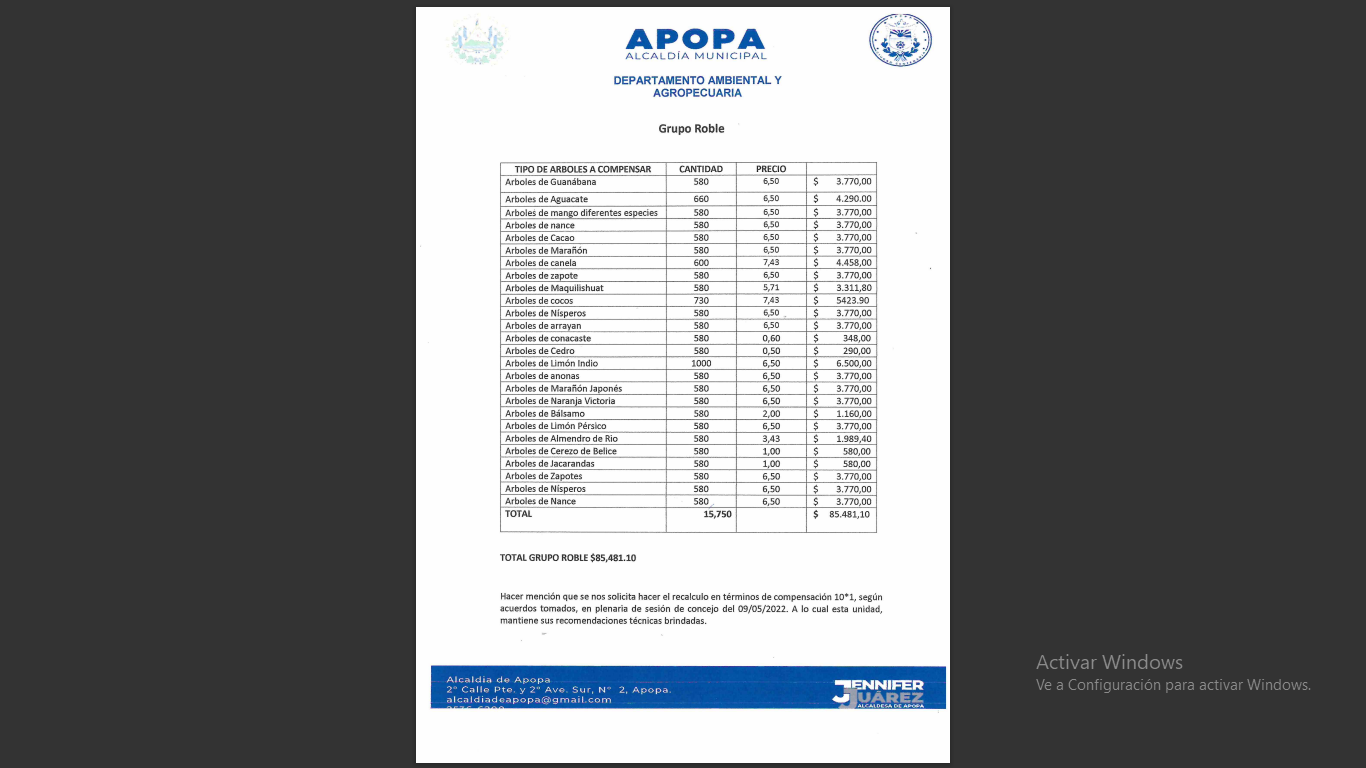 APOPA
ALCALDÍA MUNICIPAL
DEPARTAMENTO AMBIENTAL Y
AGROPECUARIA
Grupo Roble
TIPO DE ARBOLES A COMPENSAR CANTIDAD PRECIO
Arboles de Guanábana 580 6,50 $ 3.770,00
Arboles de Aguacate 660 6,50 $ 4.290.00
Arboles de mango diferentes especies 580 6,50 $ 3.770,00
Arboles de nance 580 6,50 $ 3.770,00
Arboles de Cacao 580 6,50 $ 3.770,00
Arboles de Marañón 580 6,50 $ 3.770,00
Arboles de canela 600 7,43 $ 4.458,00
Arboles de zapote 580 6,50 $ 3.770,00
Arboles de Maquilishuat 580 5,71 $ 3.311,80
Arboles de cocos 730 7,43 $ 5423.90
Arboles de Nísperos 580 6,50 $ 3.770,00
Arboles de arrayan 580 6,50 $ 3.770,00
Arboles de conacaste 580 0,60 $ 348,00
Arboles de Cedro 580 0,50 $ 290,00
Arboles de Limón Indio 1000 6,50 $ 6.500,00
Arboles de anonas 580 6,50 $ 3.770,00
Arboles de Marañón Japonés 580 6,50 $ 3.770,00
Arboles de Naranja Victoria 580 6,50 $ 3.770,00
Arboles de Bálsamo 580 2,00 $ 1.160,00
Arboles de Limón Pérsico 580 6,50 $ 3.770,00
Arboles de Almendro de Rio 580 3,43 $ 1.989,40
Arboles de Cerezo de Belice 580 1,00 $ 580,00
Arboles de Jacarandas 580 1,00 $ 580,00
Arboles de Zapotes 580 6,50 $ 3.770,00
Arboles de Nísperos 580 6,50 $ 3.770,00
Arboles de Nance 580 6,50 $ 3.770,00
TOTAL 15,750 $ 85.481,10
TOTAL GRUPO ROBLE $85,481.10
Hacer mención que se nos solicita hacer el recalculo en términos de compensación 10*1, según
acuerdos tomados, en plenaria de sesión de concejo del 09/05/2022. A lo cual esta unidad,
mantiene sus recomendaciones técnicas brindadas.
Alcaldía de Apopa
2° Calle Pte. y 2° Ave. Sur, N° 2, Apopa.
alcaldiadeapopa@gmail.com
JENNIFER
JUÁREZ
ALCALDESA DE APOPA
Activar Windows
Ve a Configuración para activar Windows.